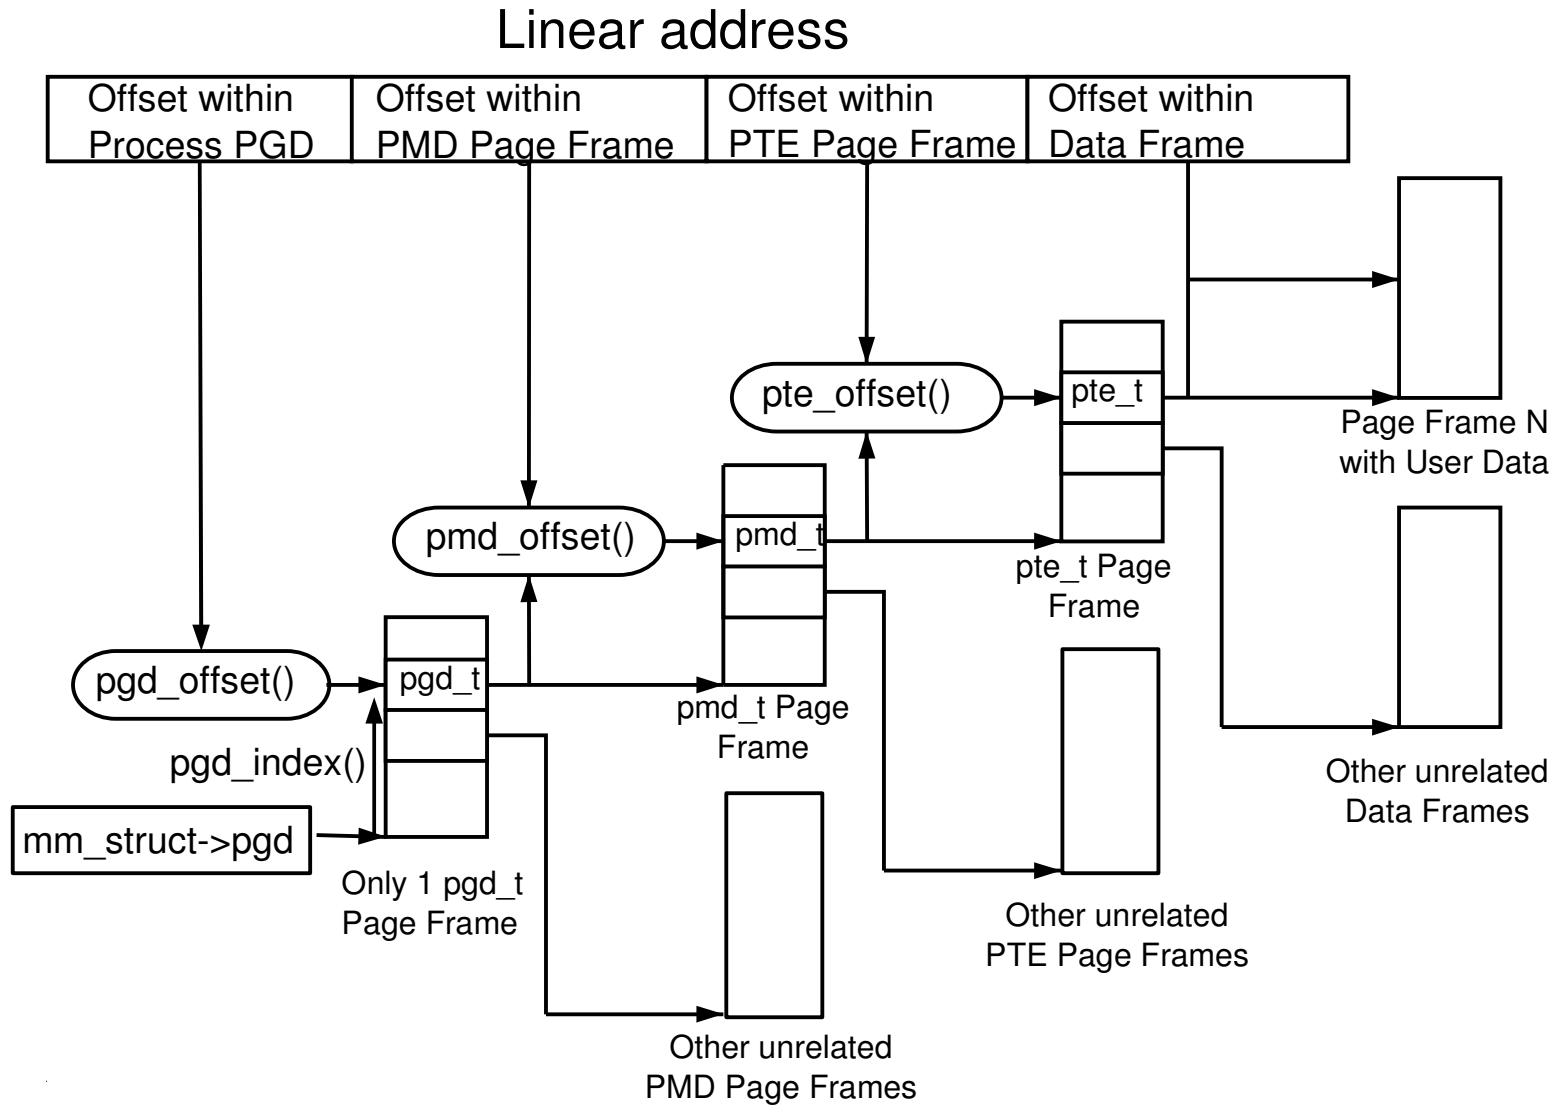 Linear address
Offset within
Process PGD
Offset within
PMD Page Frame
Offset within
PTE Page Frame
Offset within
Data Frame
pte_offset()
pte_t
Page Frame N
with User Data
pmd_offset()
pmd_t
pte_t Page
Frame
pgd_offset()
pgd_t
pmd_t Page
Frame
pgd_index()
mm_struct->pgd
Only 1 pgd_t
Page Frame
Other unrelated
Data Frames
Other unrelated
PTE Page Frames
Other unrelated
PMD Page Frames